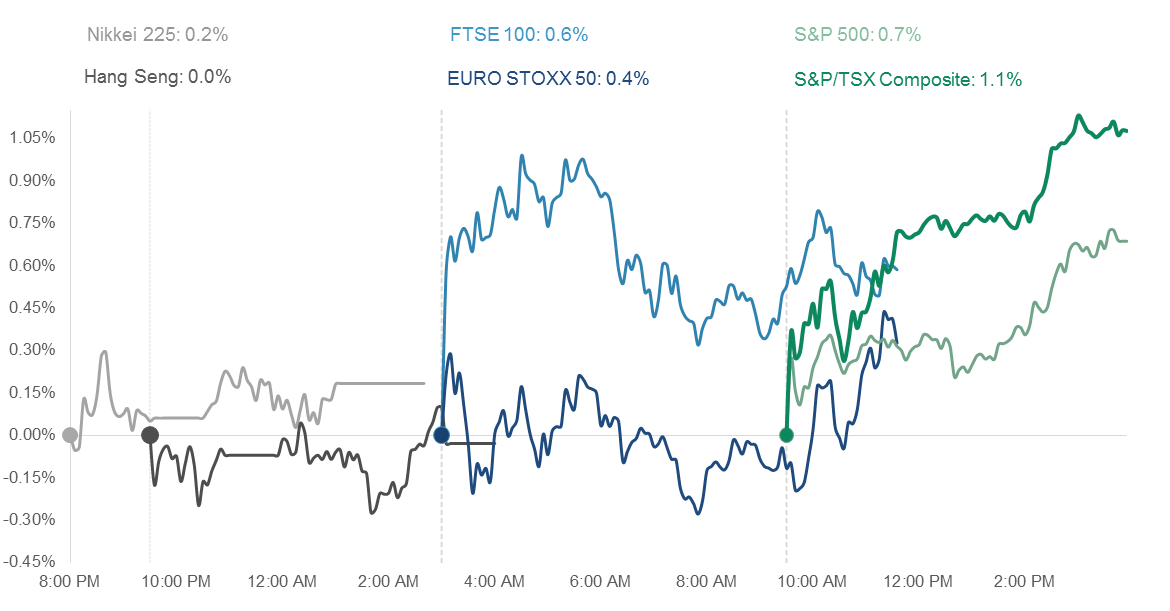 Nikkei 225: 0.2%
FTSE 100: 0.6%
S&P 500: 0.7%
Hang Seng: 0.0%
EURO STOXX 50: 0.4%
S&P/TSX Composite: 1.1%
1.05%
0.90%
0.75%
0.60%
0.45%
0.30%
0.15%
0.00%
-0.15%
-0.30%
-0.45%
8:00 PM 10:00 PM 12:00 AM 2:00 AM 4:00 AM 6:00 AM 8:00 AM 10:00 AM 12:00 PM 2:00 PM